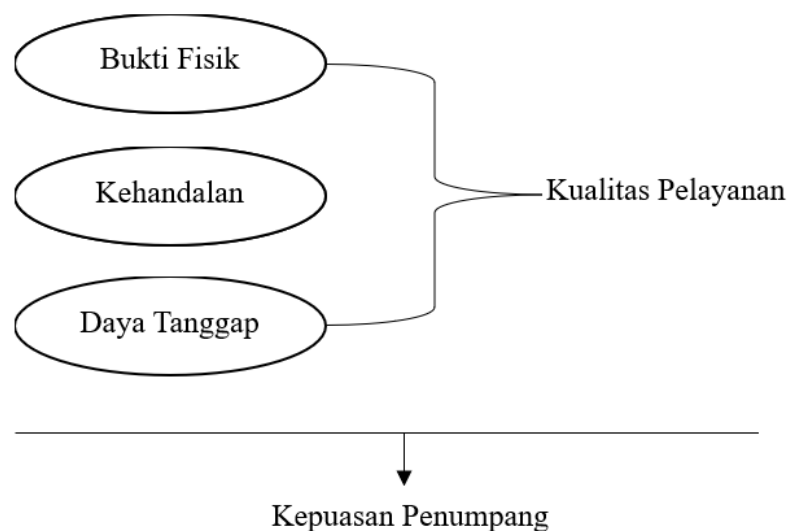 Bukti Fisik
Kehandalan
Kualitas Pelayanan
Daya Tanggap
Kepuasan Penumpang